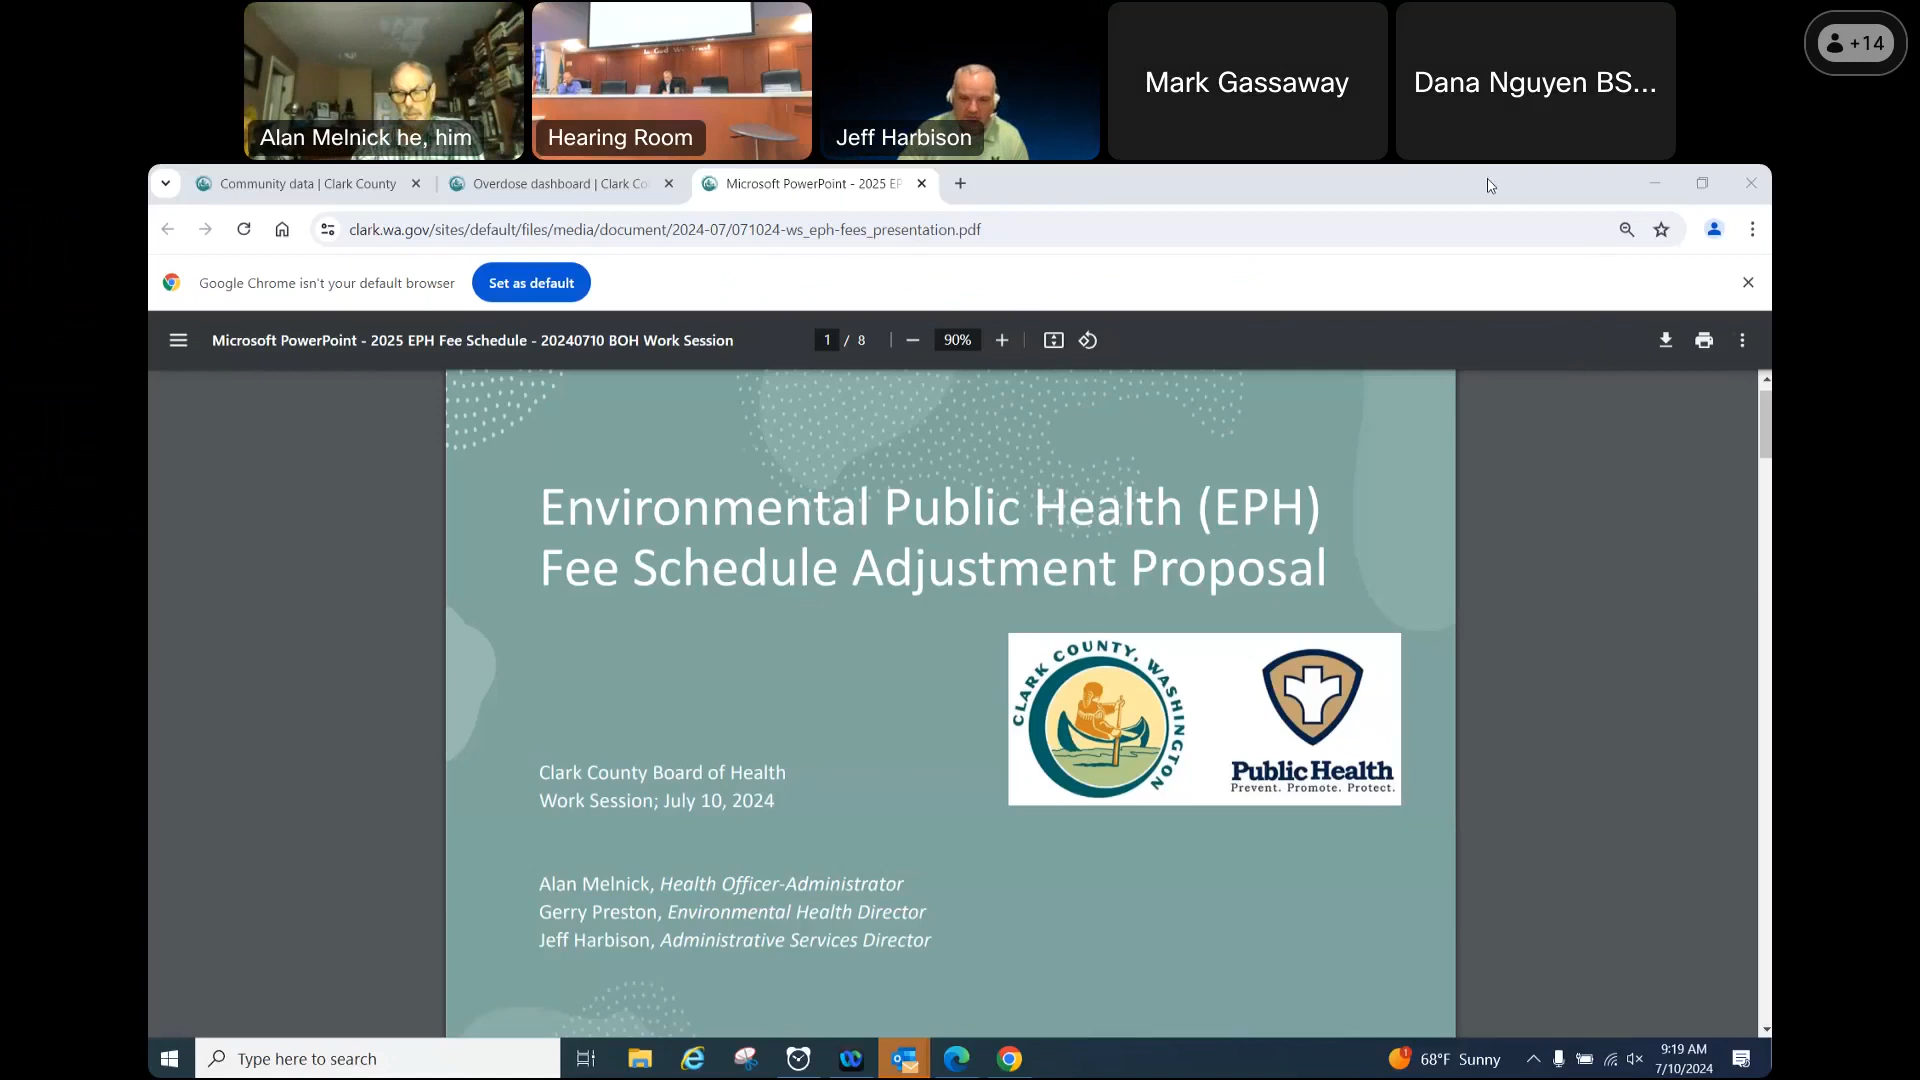 In God We Trust
Alan Melnick he, him
Hearing Room
Jeff Harbison
Mark Gassaway
Dana Nguyen BS...
+14
Community data | Clark County
Overdose dashboard | Clark Co
Microsoft PowerPoint - 2025 EP
clark.wa.gov/sites/default/files/media/document/2024-07/071024-ws_eph-fees_presentation.pdf
Google Chrome isn't your default browser
Set as default
Microsoft PowerPoint - 2025 EPH Fee Schedule - 20240710 BOH Work Session
1 / 8
90%
Environmental Public Health (EPH)
Fee Schedule Adjustment Proposal
CLARK COUNTY, WASHINGTON
Public Health
Prevent. Promote. Protect.
Clark County Board of Health
Work Session; July 10, 2024
Alan Melnick, Health Officer-Administrator
Gerry Preston, Environmental Health Director
Jeff Harbison, Administrative Services Director
Type here to search
1
68°F Sunny
9:19 AM
7/10/2024